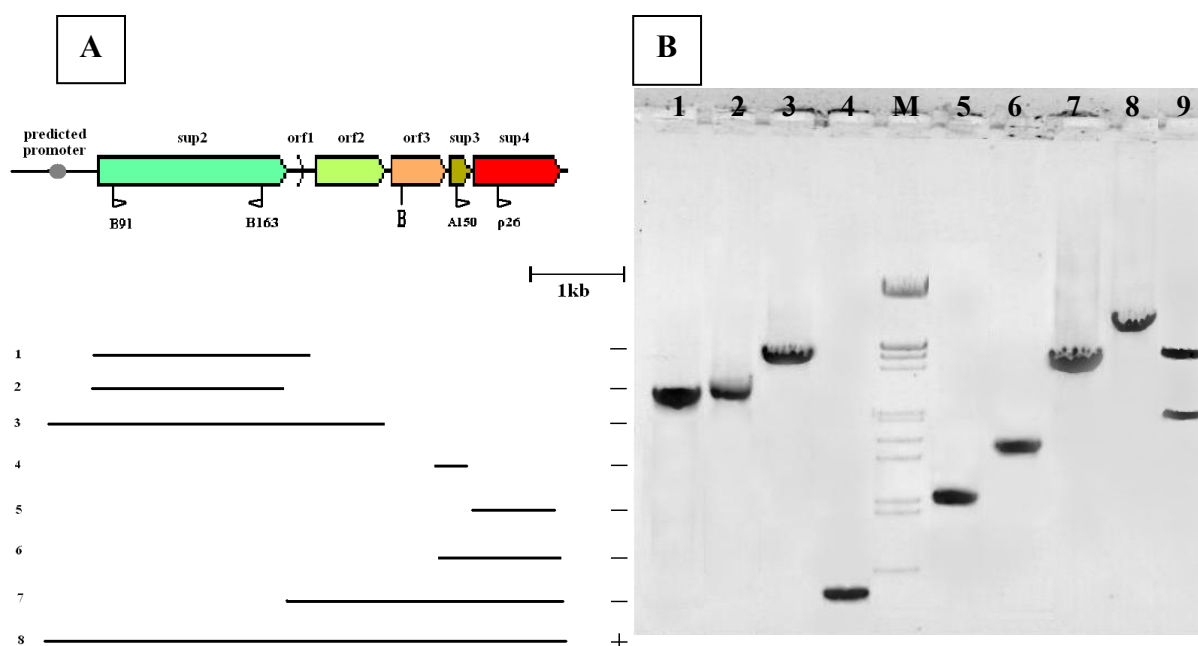 A
B
predicted
promoter
sup2
orf1
orf2
orf3
sup3
sup4
B91
B163
B
A150
p26
1kb
1 —
2 —
3 —
4 —
5 —
6 —
7 —
8 +
1 2 3 4 M 5 6 7 8 9